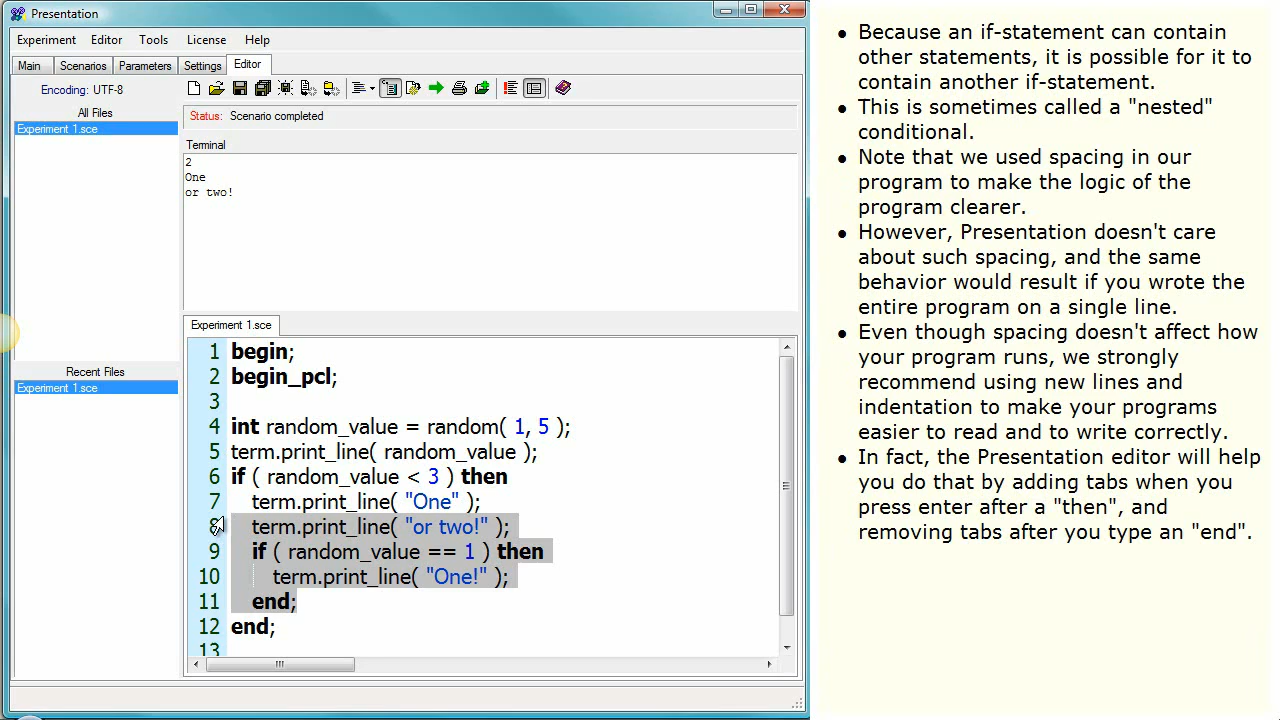 Presentation
Experiment Editor Tools License Help
Main Scenarios Parameters Settings Editor
Encoding: UTF-8
All Files
Experiment 1.sce
Status: Scenario completed
Terminal
2
One
or two!
Recent Files
Experiment 1.sce
Experiment 1.sce
1 begin;
2 begin_pcl;
3
4 int random_value = random( 1, 5 );
5 term.print_line( random_value );
6 if ( random_value < 3 ) then
7 term.print_line( "One" );
8 term.print_line( "or two!" );
9 if ( random_value == 1 ) then
10 term.print_line( "One!" );
11 end;
12 end;
13
• Because an if-statement can contain
other statements, it is possible for it to
contain another if-statement.
• This is sometimes called a "nested"
conditional.
• Note that we used spacing in our
program to make the logic of the
program clearer.
• However, Presentation doesn't care
about such spacing, and the same
behavior would result if you wrote the
entire program on a single line.
• Even though spacing doesn't affect how
your program runs, we strongly
recommend using new lines and
indentation to make your programs
easier to read and to write correctly.
• In fact, the Presentation editor will help
you do that by adding tabs when you
press enter after a "then", and
removing tabs after you type an "end".